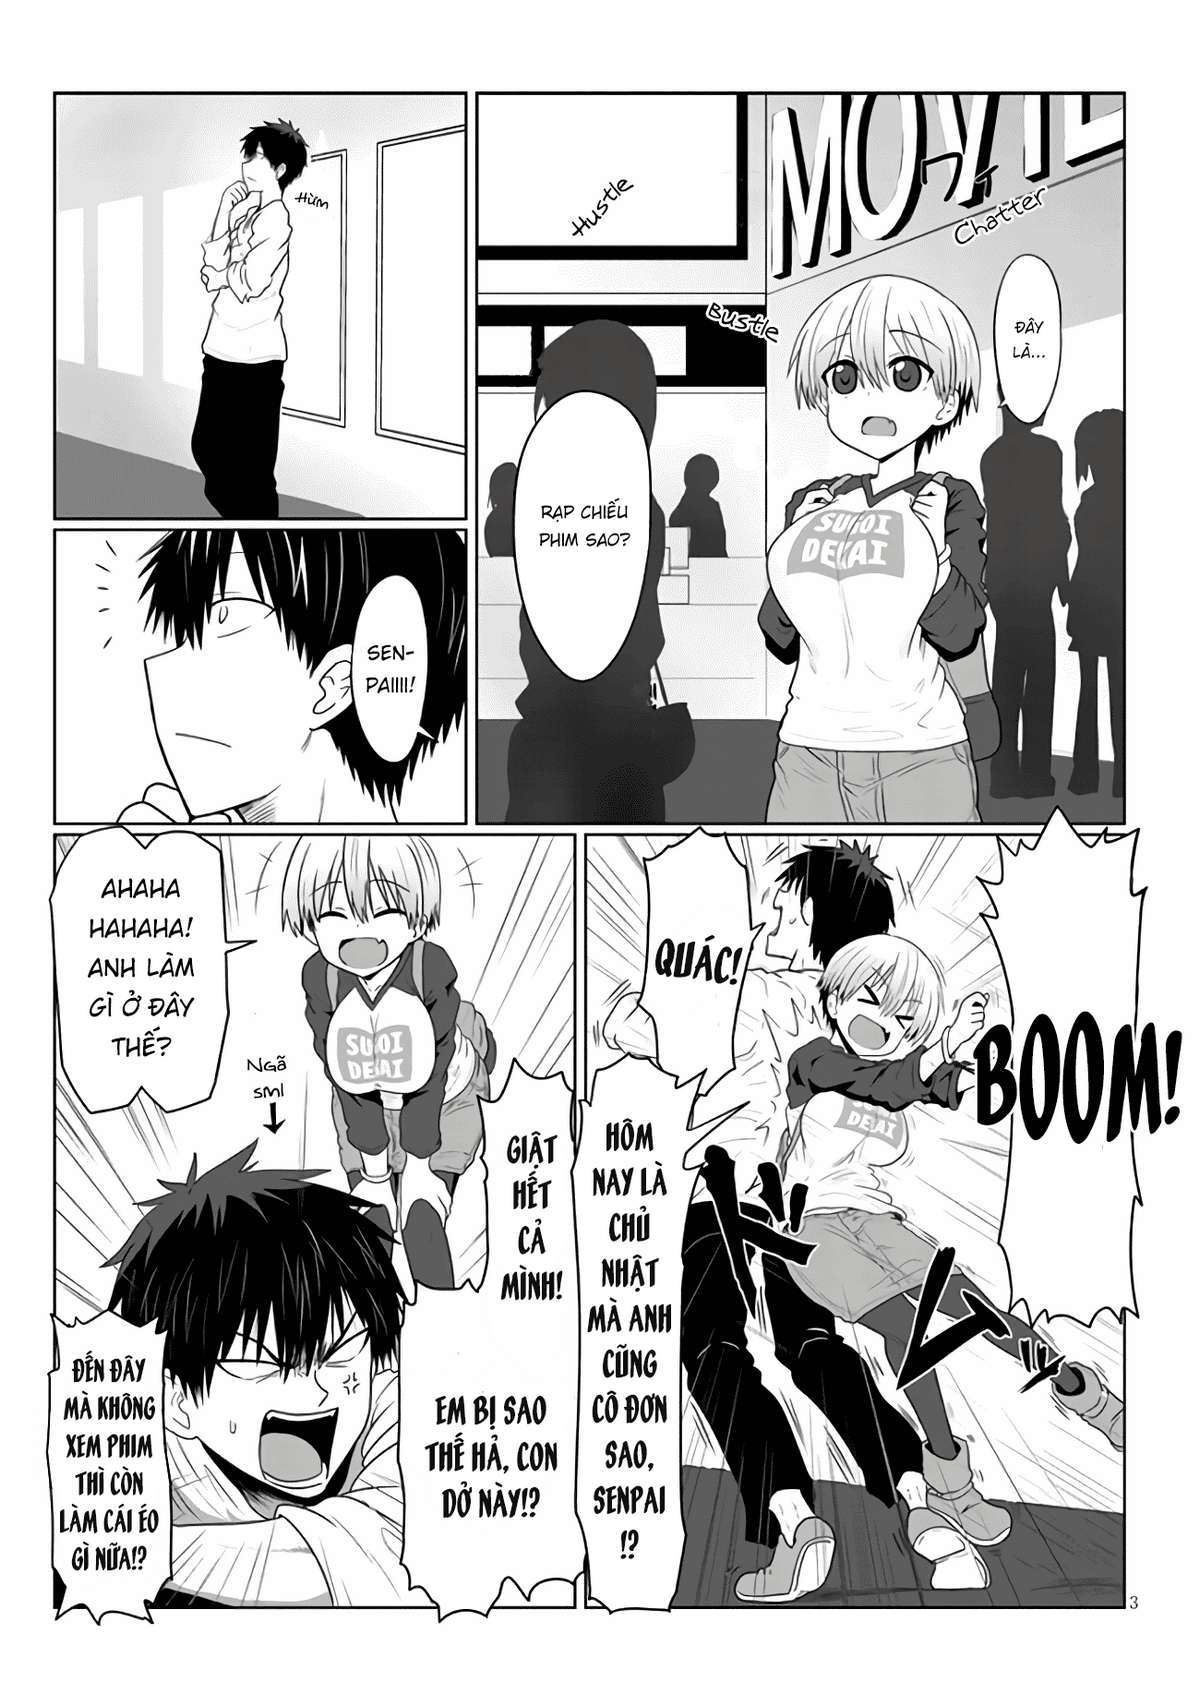 MOVIE
Hustle
ワイ
Chatter
Bustle
ĐÂY
LÀ...
RẠP CHIẾU
PHIM SAO?
SUGOI
DEKAI
HỪM
SEN-
PAIIII!
BOOM!
QUÁC!
SUGOI
DEKAI
HÔM
NAY LÀ
CHỦ
NHẬT
MÀ ANH
CŨNG
CÔ ĐƠN
SAO,
SENPAI
!?
GIẬT
HẾT
CẢ
MÌNH!
EM BỊ SAO
THẾ HẢ, CON
DỞ NÀY!?
AHAHA
HAHAHA!
ANH LÀM
GÌ Ở ĐÂY
THẾ?
SUGOI
DEKAI
Ngã
sml
ĐẾN ĐÂY
MÀ KHÔNG
XEM PHIM
THÌ CÒN
LÀM CÁI ÉO
GÌ NỮA!?
3